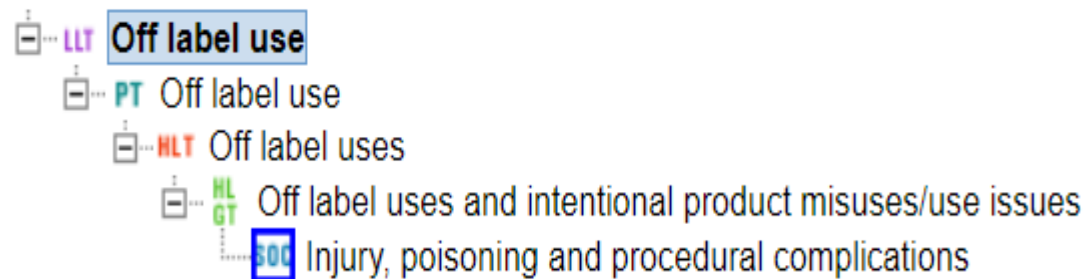 LLT Off label use
PT Off label use
HLT Off label uses
HLGT Off label uses and intentional product misuses/use issues
SOC Injury, poisoning and procedural complications